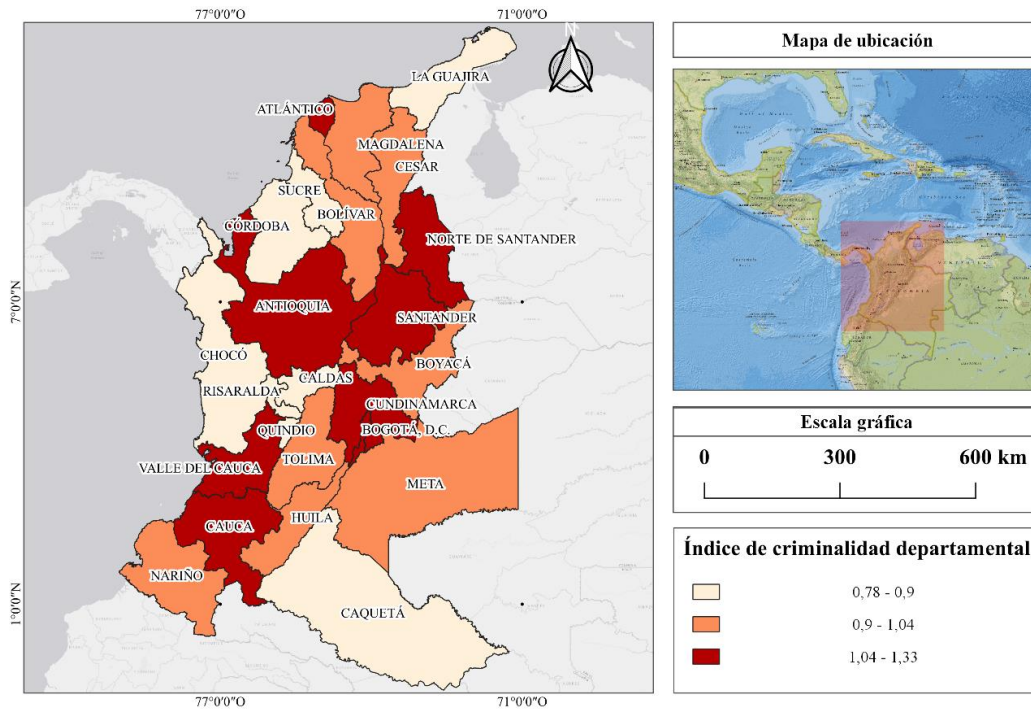 77°0'0"O
71°0'0"O
LA GUAJIRA
ATLÁNTICO
MAGDALENA
CESAR
SUCRE
BOLÍVAR
CÓRDOBA
NORTE DE SANTANDER
7°0'0"N
ANTIOQUIA
SANTANDER
CHOCÓ
BOYACÁ
CALDAS
RISARALDA
CUNDINAMARCA
QUINDIO
BOGOTÁ, D.C.
TOLIMA
VALLE DEL CAUCA
META
HUILA
CAUCA
NARIÑO
CAQUETÁ
1°0'0"N
77°0'0"O
71°0'0"O
Mapa de ubicación
Escala gráfica
0 300 600 km
Índice de criminalidad departamental
0,78 - 0,9
0,9 - 1,04
1,04 - 1,33